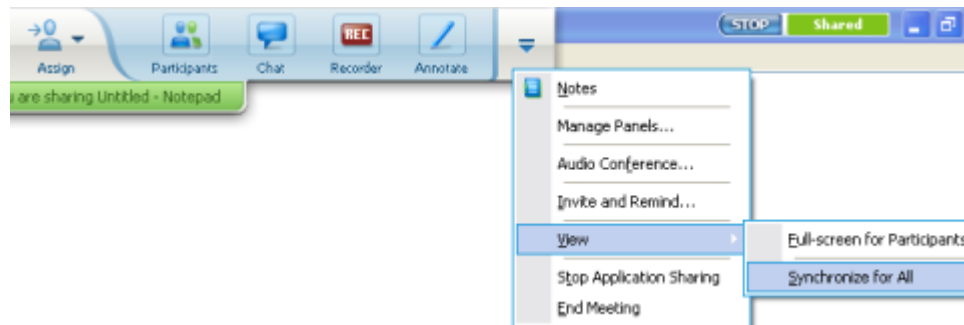 STOP Shared
REC
Assign Participants Chat Recorder Annotate
are sharing Untitled - Notepad
Notes
Manage Panels...
Audio Conference...
Invite and Remind...
View
Full-screen for Participants
Stop Application Sharing
Synchronize for All
End Meeting